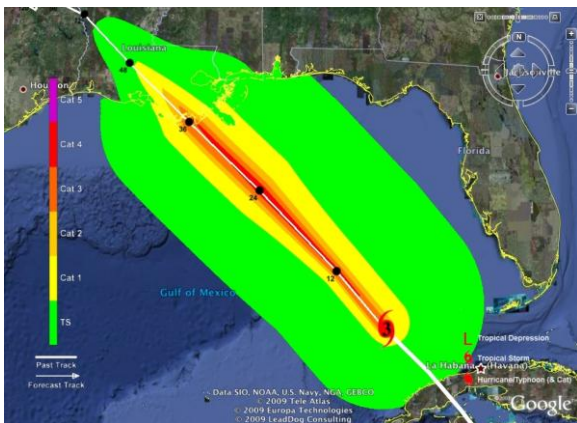 Louisiana
48
Houston
Jacksonville
N
Cat 5
Cat 4
Cat 3
Cat 2
Cat 1
TS
36
24
12
3
Florida
Gulf of Mexico
Past Track
Forecast Track
L Tropical Depression
Tropical Storm
La Habana (Havana)
Hurricane/Typhoon (& Cat)
Data SIO, NOAA, U.S. Navy, NGA, GEBCO
© 2009 Tele Atlas
© 2009 Europa Technologies
© 2009 LeadDog Consulting
Google